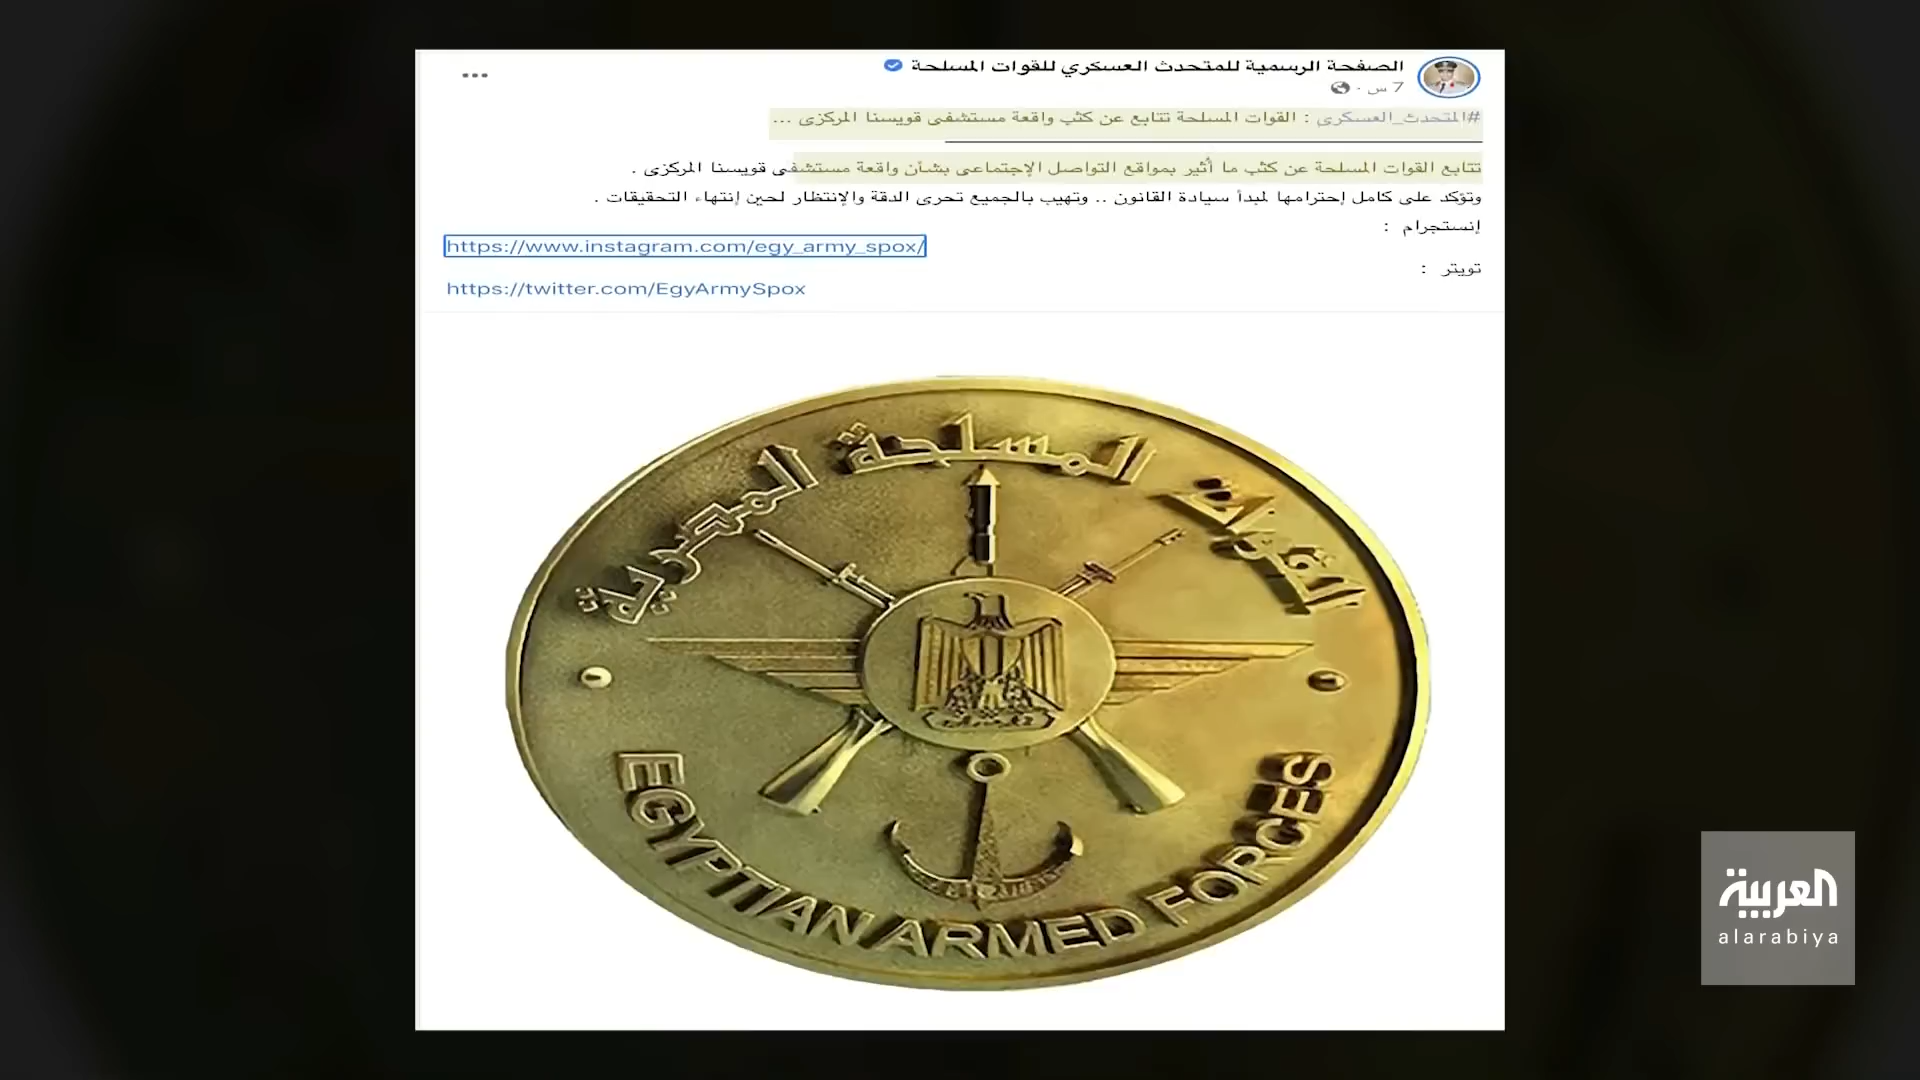 الصفحة الرسمية للمتحدث العسكري للقوات المسلحة
7 س
#المتحدث_العسكرى : القوات المسلحة تتابع عن كثب واقعة مستشفى قويسنا المركزى ...
تتابع القوات المسلحة عن كثب ما أثير بمواقع التواصل الإجتماعى بشأن واقعة مستشفى قويسنا المركزى .
وتؤكد على كامل إحترامها لمبدأ سيادة القانون .. وتهيب بالجميع تحرى الدقة والإنتظار لحين إنتهاء التحقيقات .
إنستجرام :
https://www.instagram.com/egy_army_spox/
تويتر :
https://twitter.com/EgyArmySpox
القوات المسلحة المصرية
EGYPTIAN ARMED FORCES
العربية
alarabiya